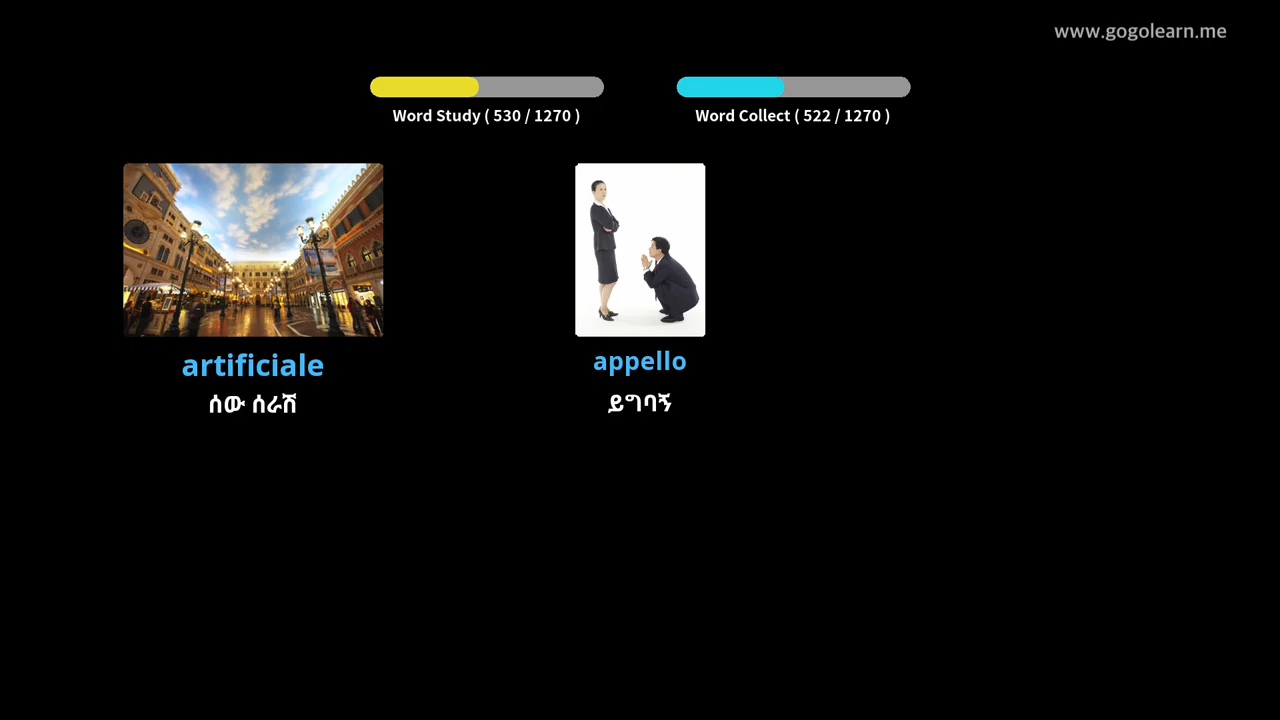 www.gogolearn.me
Word Study ( 530 / 1270 )
Word Collect ( 522 / 1270 )
artificiale
ሰው ሰራሽ
appello
ይግባኝ